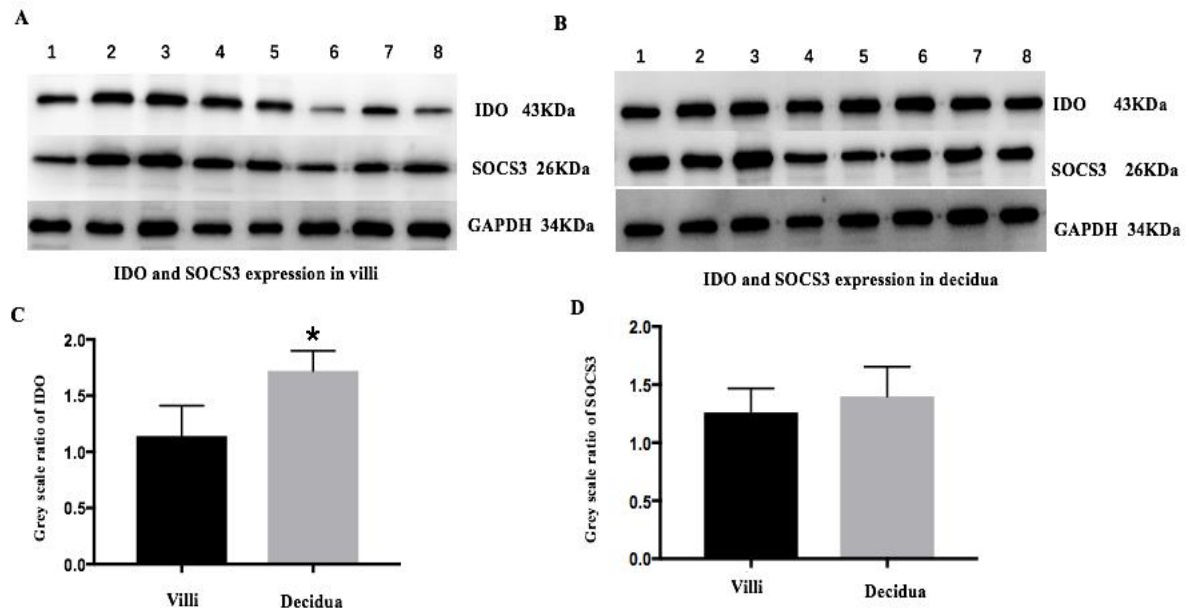 A
1 2 3 4 5 6 7 8
IDO 43KDa
SOCS3 26KDa
GAPDH 34KDa
IDO and SOCS3 expression in villi
B
1 2 3 4 5 6 7 8
IDO 43KDa
SOCS3 26KDa
GAPDH 34KDa
IDO and SOCS3 expression in decidua
C
Grey scale ratio of IDO
2.0
1.5
1.0
0.5
0.0
*
Villi Decidua
D
Grey scale ratio of SOCS3
2.0
1.5
1.0
0.5
0.0
Villi Decidua